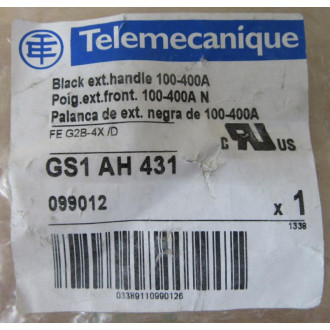 Telemecanique
Black ext.handle 100-400A
Poig.ext.front. 100-400A N
Palanca de ext. negra de 100-400A
FE G2B-4X /D
C UR US
GS1 AH 431
099012
x 1
1338
03389110990126